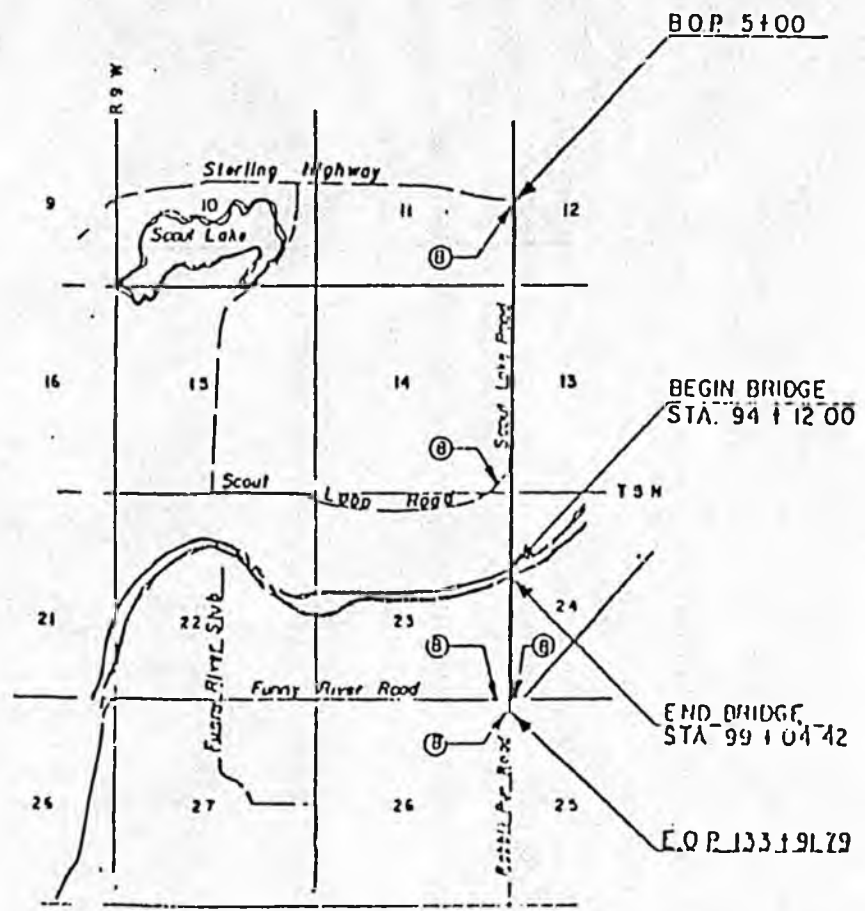 B.O.P. 5+00
R 9 W
Sterling Highway
9
10
11
12
Scout Lake
B
16
15
14
13
Scout Lake Road
BEGIN BRIDGE
STA. 94+12.00
B
Scout Loop Road
T 5 N
21
22
23
24
Funny River Spur
B
B
Funny River Road
END BRIDGE
STA. 99+04.42
B
26
27
26
25
E.O.P. 133+91.79